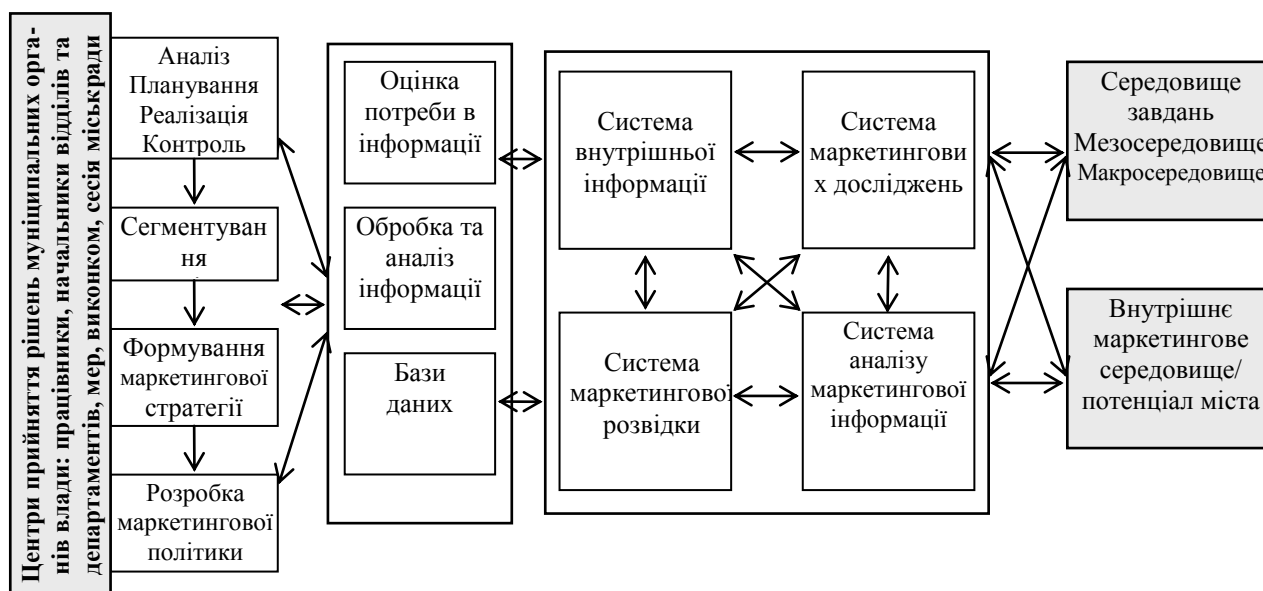 Центри прийняття рішень муніципальних орга-
нів влади: працівники, начальники відділів та
департаментів, мер, виконком, сесія міськради
Аналіз
Планування
Реалізація
Контроль
Сегментуван
ня
Формування
маркетингової
стратегії
Розробка
маркетингової
політики
Оцінка
потреби в
інформації
Обробка та
аналіз
інформації
Бази
даних
Система
внутрішньої
інформації
Система
маркетингови
х досліджень
Система
маркетингової
розвідки
Система
аналізу
маркетингової
інформації
Середовище
завдань
Мезосередовище
Макросередовище
Внутрішнє
маркетингове
середовище/
потенціал міста